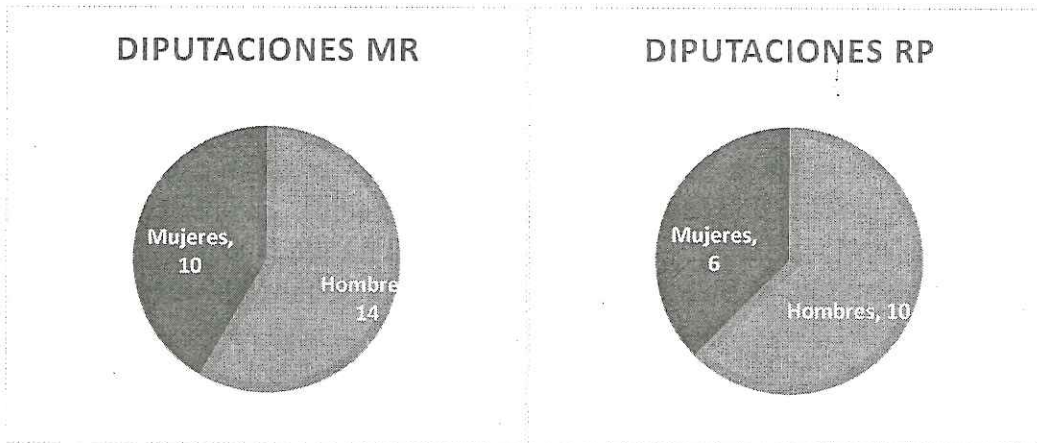 DIPUTACIONES MR
Mujeres,
10
Hombre
14
DIPUTACIONES RP
Mujeres,
6
Hombres, 10